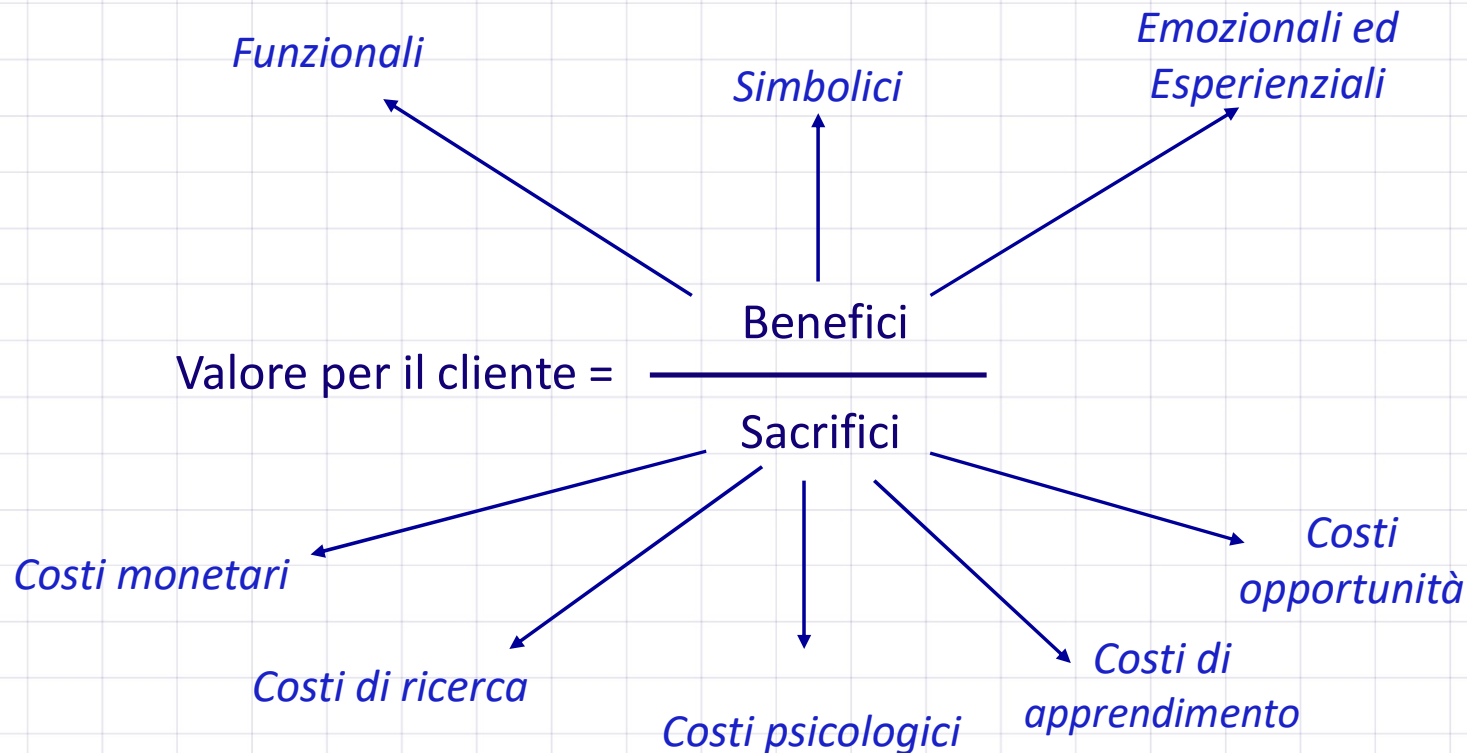 Funzionali
Simbolici
Emozionali ed
Esperienziali
Benefici
Valore per il cliente =
Sacrifici
Costi monetari
Costi di ricerca
Costi psicologici
Costi di
apprendimento
Costi
opportunità